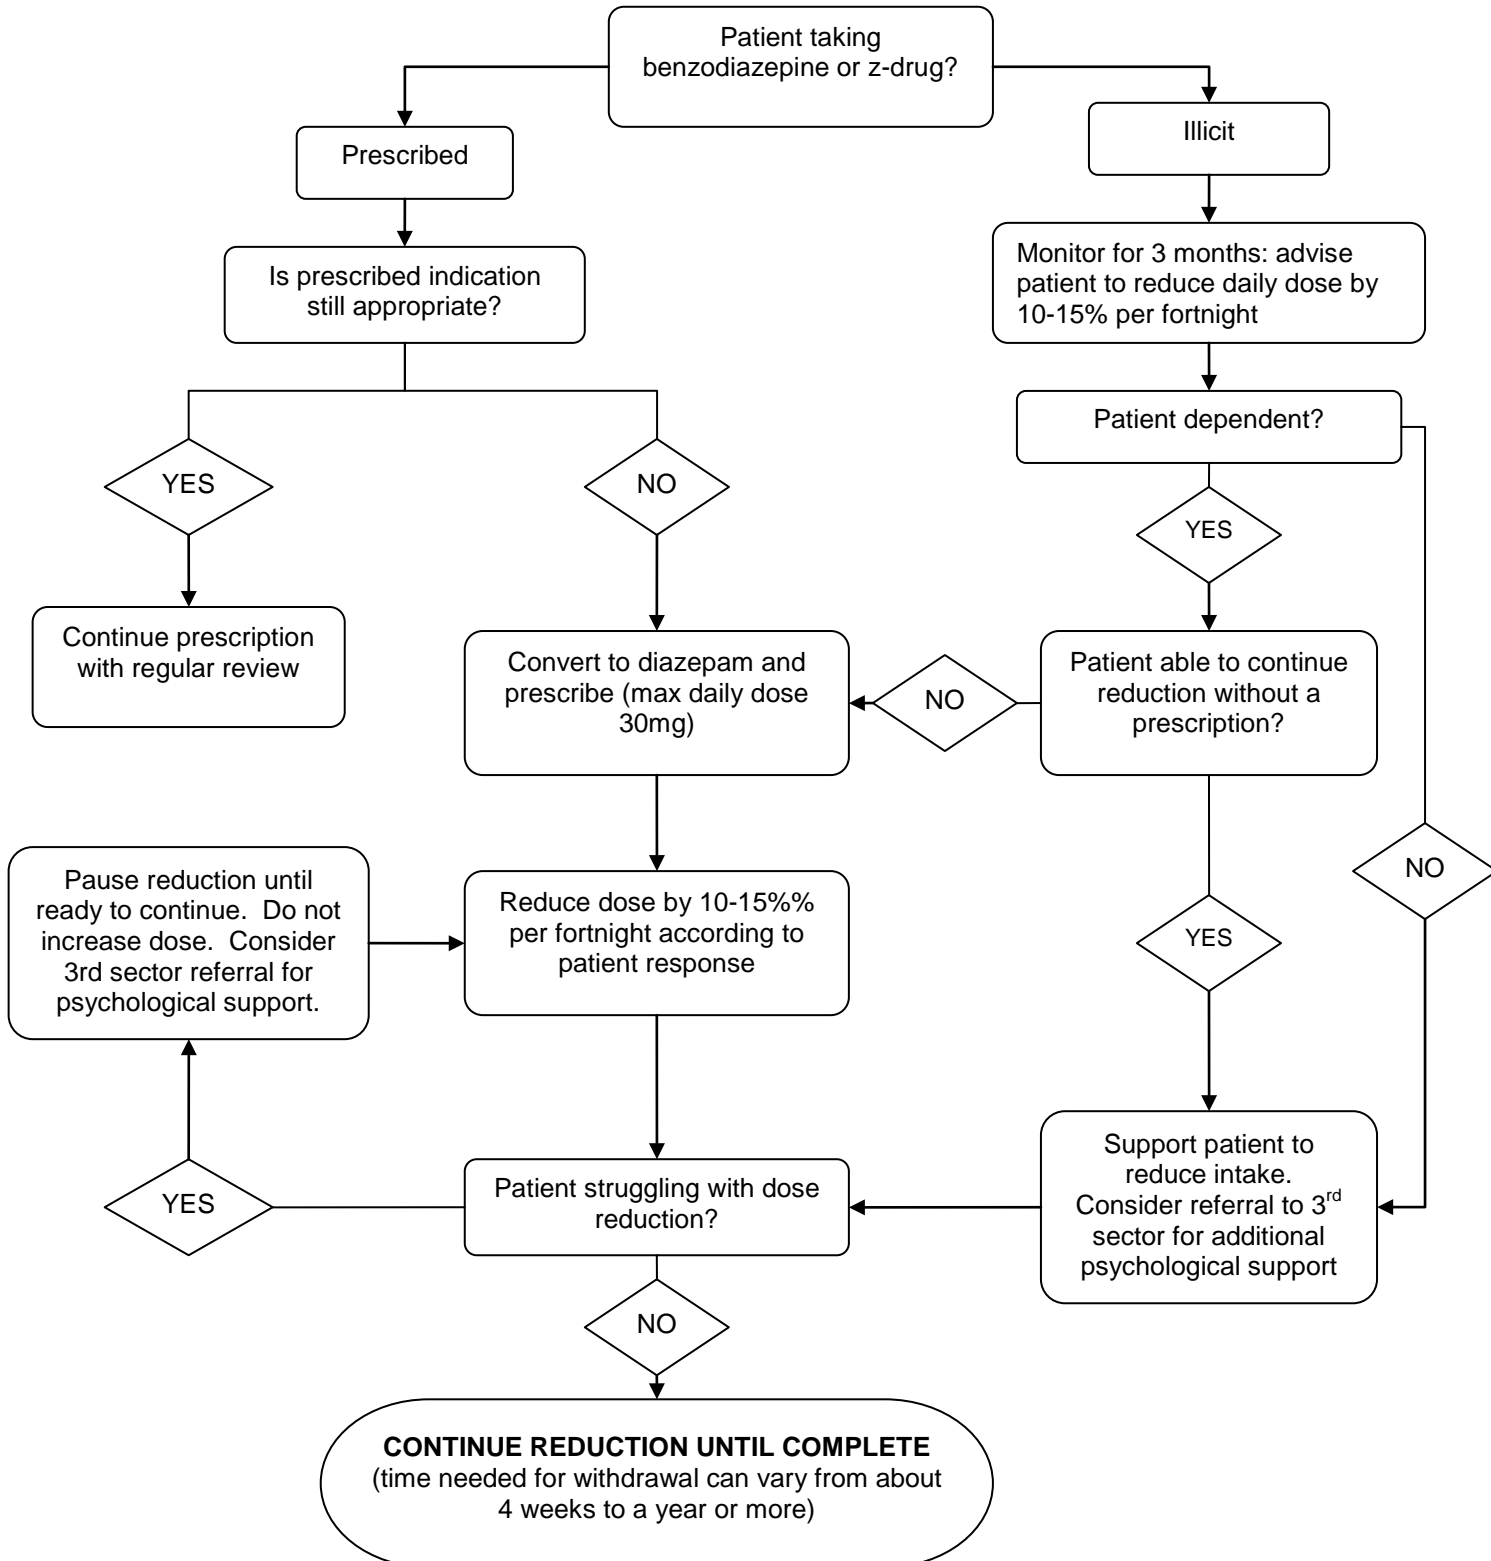 Patient taking
benzodiazepine or z-drug?
Prescribed
Illicit
Is prescribed indication
still appropriate?
Monitor for 3 months: advise
patient to reduce daily dose by
10-15% per fortnight
Patient dependent?
YES
NO
YES
Continue prescription
with regular review
Convert to diazepam and
prescribe (max daily dose
30mg)
NO
Patient able to continue
reduction without a
prescription?
Pause reduction until
ready to continue.  Do not
increase dose.  Consider
3rd sector referral for
psychological support.
Reduce dose by 10-15%%
per fortnight according to
patient response
YES
NO
YES
Patient struggling with dose
reduction?
Support patient to
reduce intake.
Consider referral to 3rd
sector for additional
psychological support
NO
CONTINUE REDUCTION UNTIL COMPLETE
(time needed for withdrawal can vary from about
4 weeks to a year or more)